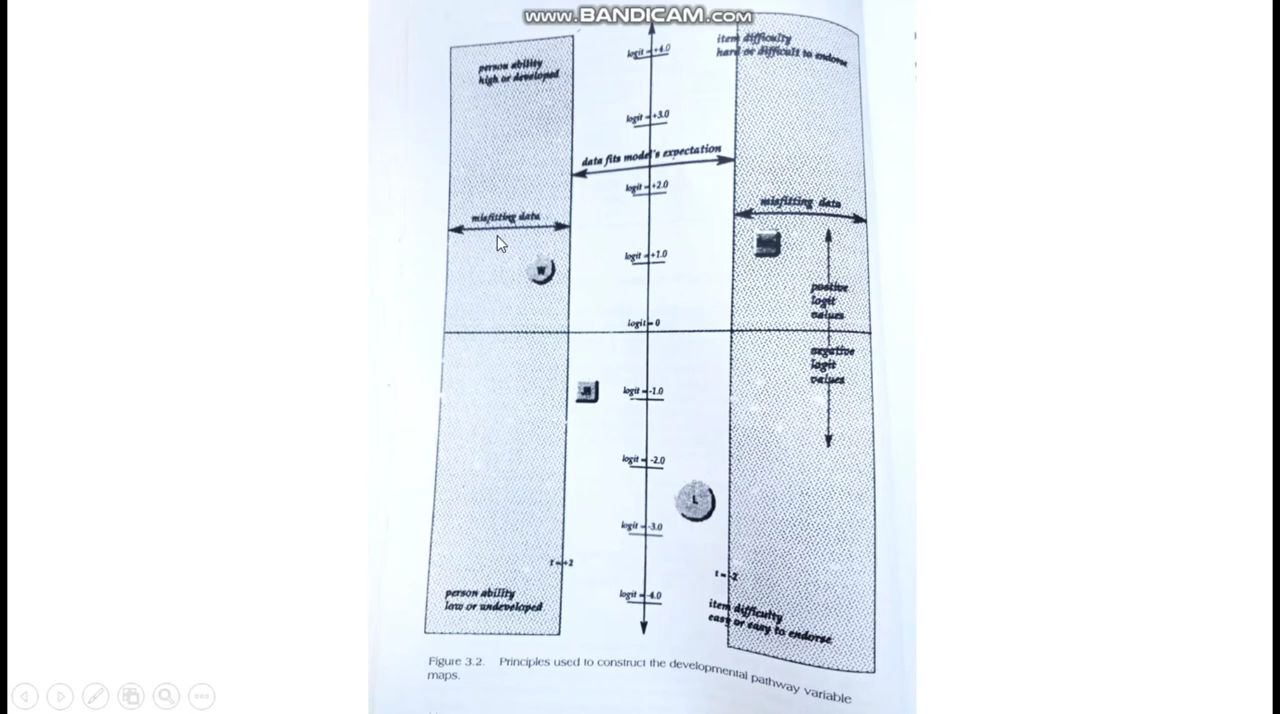 www.BANDICAM.com
person ability
high or developed
logit = +4.0
item difficulty
hard or difficult to endorse
logit = +3.0
data fits model's expectation
logit = +2.0
misfitting data
misfitting data
logit = +1.0
W
positive
logit
values
logit = 0
negative
logit
values
logit = -1.0
logit = -2.0
L
logit = -3.0
t = +2
t = -2
logit = -4.0
person ability
low or undeveloped
item difficulty
easy or easy to endorse
Figure 3.2. Principles used to construct the developmental pathway variable
maps.